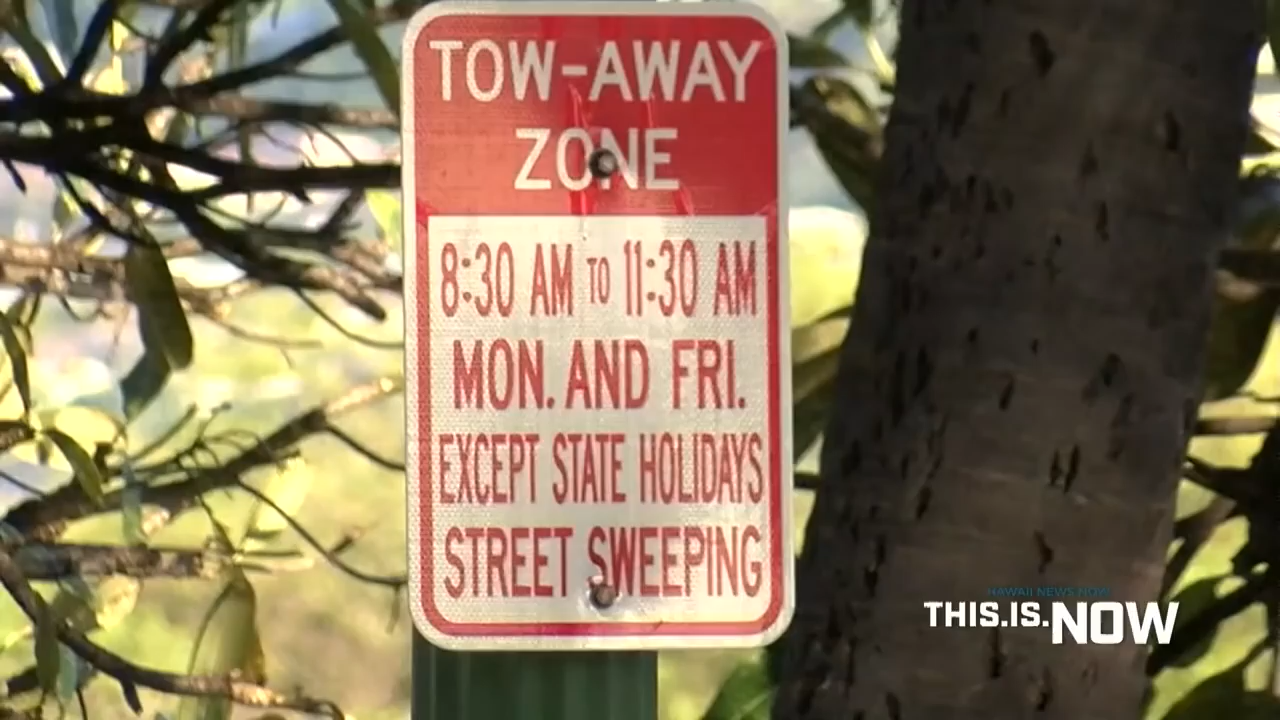 TOW-AWAY
ZONE
8:30 AM TO 11:30 AM
MON. AND FRI.
EXCEPT STATE HOLIDAYS
STREET SWEEPING
HAWAII NEWS NOW
THIS.IS.NOW